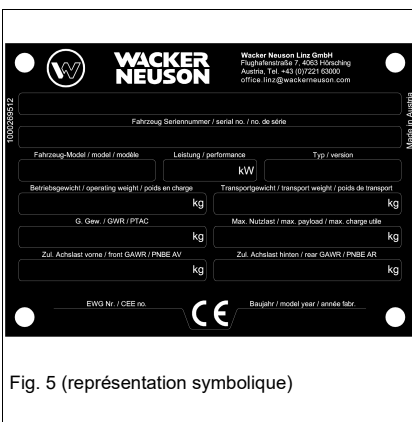 WACKER
NEUSON
Wacker Neuson Linz GmbH
Flughafenstraße 7, 4063 Hörsching
Austria, Tel. +43 (0)7221 63000
office.linz@wackerneuson.com
1000269512
Made in Austria
Fahrzeug Seriennummer / serial no. / no. de série
Fahrzeug-Model / model / modèle
Leistung / performance
Typ / version
kW
Betriebsgewicht / operating weight / poids en charge
Transportgewicht / transport weight / poids de transport
kg
kg
G. Gew. / GWR / PTAC
Max. Nutzlast / max. payload / max. charge utile
kg
kg
Zul. Achslast vorne / front GAWR / PNBE AV
Zul. Achslast hinten / rear GAWR / PNBE AR
kg
kg
EWG Nr. / CEE no.
CE
Baujahr / model year / année fabr.
Fig. 5 (représentation symbolique)